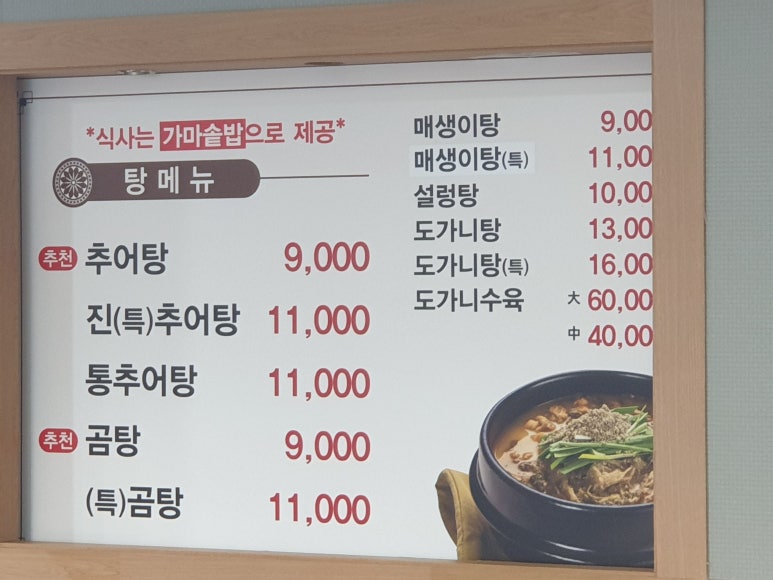 *식사는 가마솥밥으로 제공*
탕메뉴
추천 추어탕 9,000
진(특)추어탕 11,000
통추어탕 11,000
추천 곰탕 9,000
(특)곰탕 11,000
매생이탕 9,00
매생이탕(특) 11,00
설렁탕 10,00
도가니탕 13,00
도가니탕(특) 16,00
도가니수육 大 60,00
中 40,00